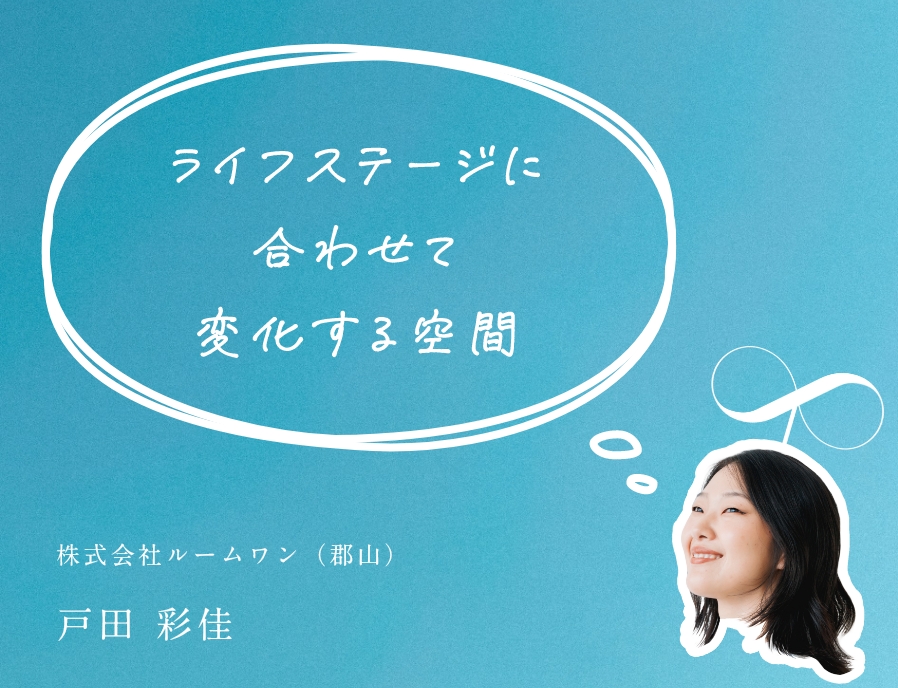 ライフステージに
合わせて
変化する空間
株式会社ルームワン（郡山）
戸田 彩佳